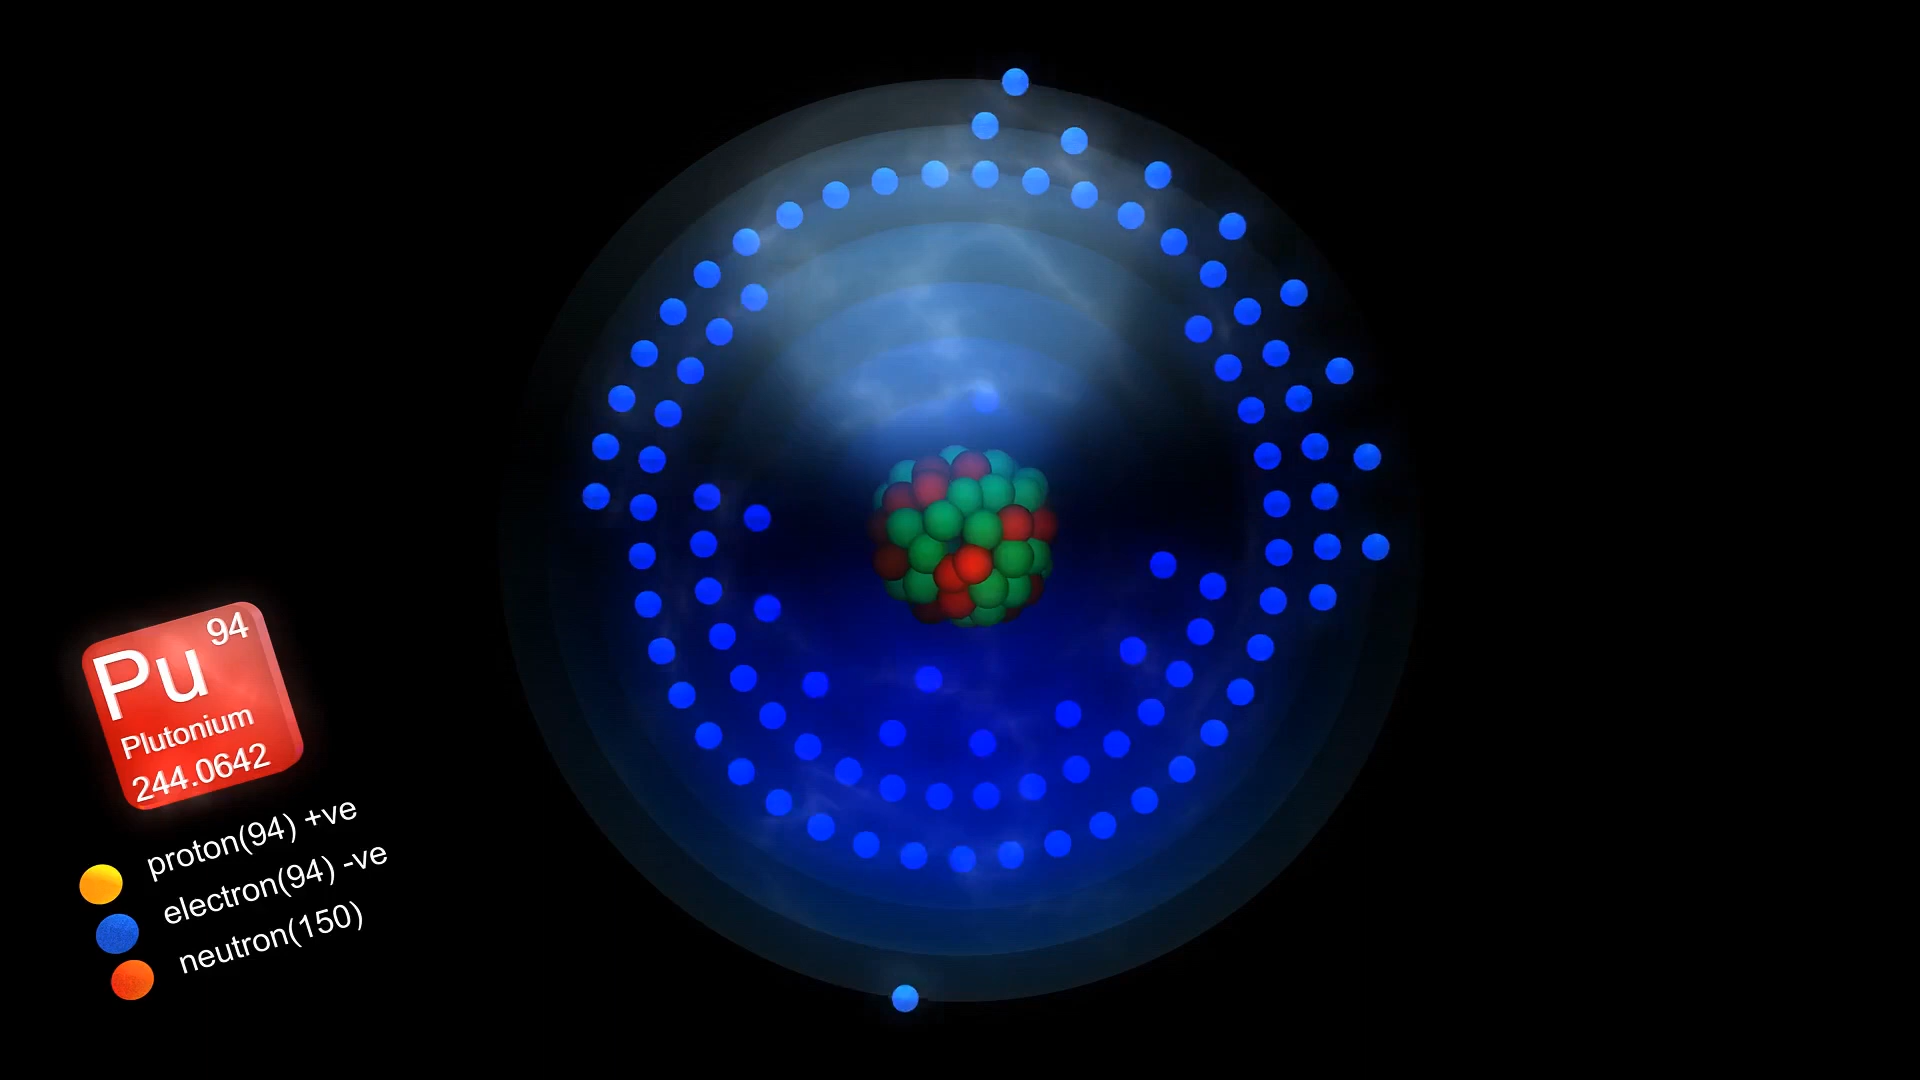 94
Pu
Plutonium
244.0642
proton(94) +ve
electron(94) -ve
neutron(150)